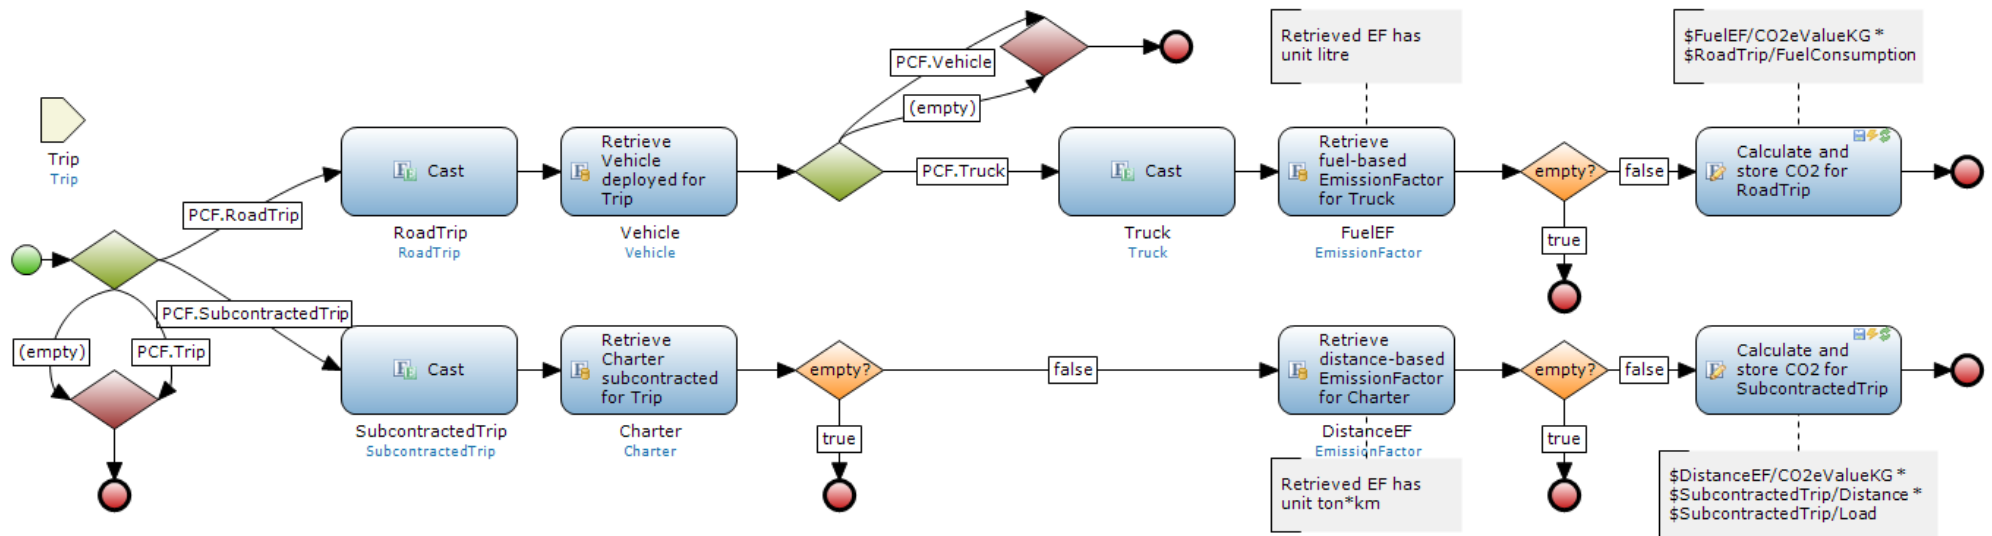 Retrieved EF has
unit litre
$FuelEF/CO2eValueKG *
$RoadTrip/FuelConsumption
PCF.Vehicle
(empty)
Trip
Trip
Cast
RoadTrip
RoadTrip
Retrieve
Vehicle
deployed for
Trip
Vehicle
Vehicle
PCF.Truck
Cast
Truck
Truck
Retrieve
fuel-based
EmissionFactor
for Truck
FuelEF
EmissionFactor
empty?
false
true
Calculate and
store CO2 for
RoadTrip
PCF.RoadTrip
PCF.SubcontractedTrip
(empty)
PCF.Trip
Cast
SubcontractedTrip
SubcontractedTrip
Retrieve
Charter
subcontracted
for Trip
Charter
Charter
empty?
false
true
Retrieve
distance-based
EmissionFactor
for Charter
DistanceEF
EmissionFactor
Retrieved EF has
unit ton*km
empty?
false
true
Calculate and
store CO2 for
SubcontractedTrip
$DistanceEF/CO2eValueKG *
$SubcontractedTrip/Distance *
$SubcontractedTrip/Load